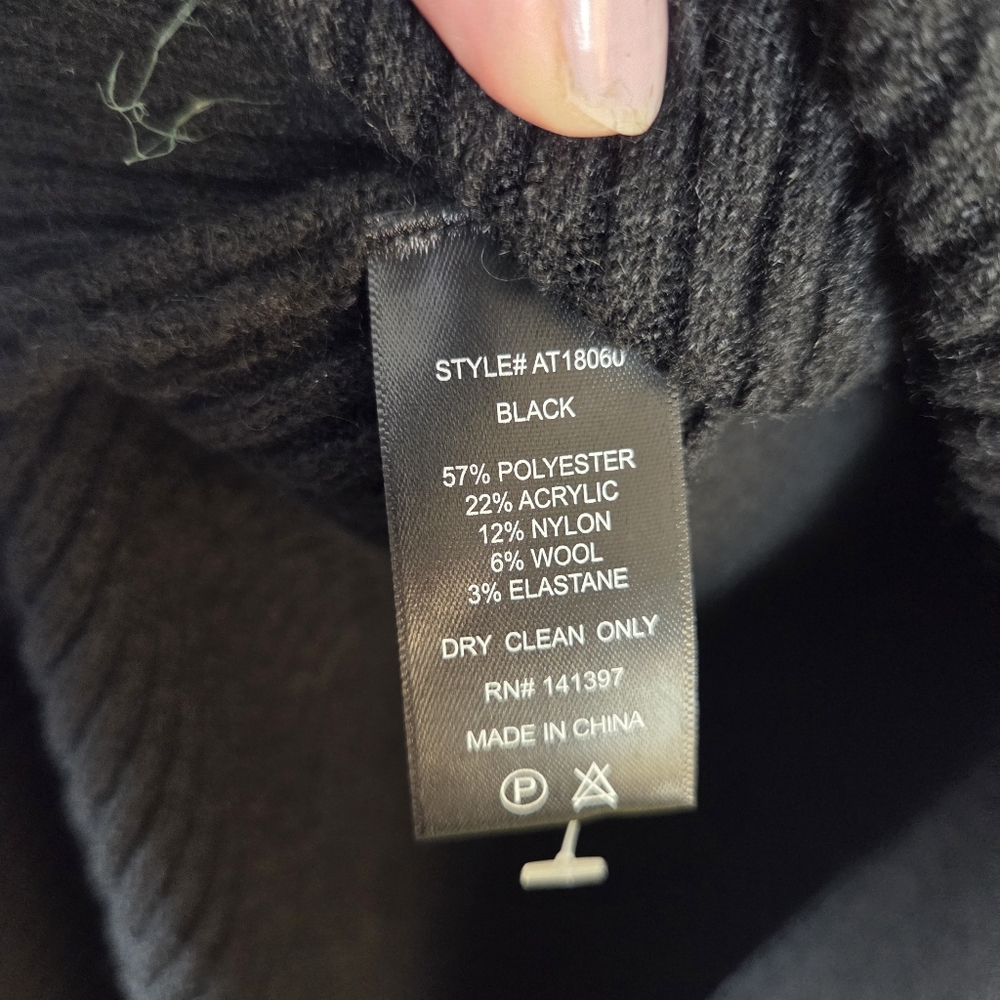 STYLE# AT18060
BLACK
57% POLYESTER
22% ACRYLIC
12% NYLON
6% WOOL
3% ELASTANE
DRY CLEAN ONLY
RN# 141397
MADE IN CHINA
P